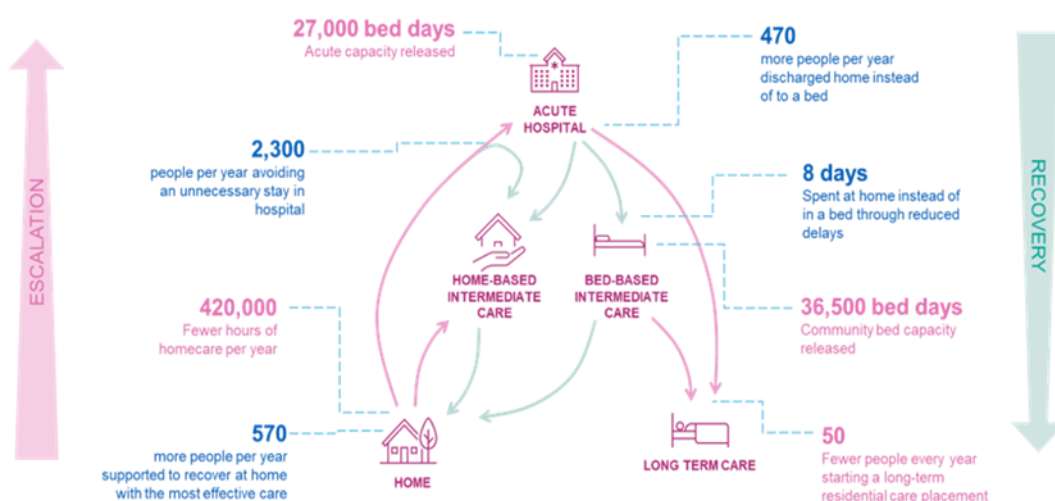 27,000 bed days
Acute capacity released
470
more people per year
discharged home instead
of to a bed
ACUTE
HOSPITAL
2,300
people per year avoiding
an unnecessary stay in
hospital
8 days
Spent at home instead of
in a bed through reduced
delays
ESCALATION
RECOVERY
HOME-BASED
INTERMEDIATE
CARE
BED-BASED
INTERMEDIATE
CARE
420,000
Fewer hours of
homecare per year
36,500 bed days
Community bed capacity
released
570
more people per year
supported to recover at home
with the most effective care
HOME
LONG TERM CARE
50
Fewer people every year
starting a long-term
residential care placement